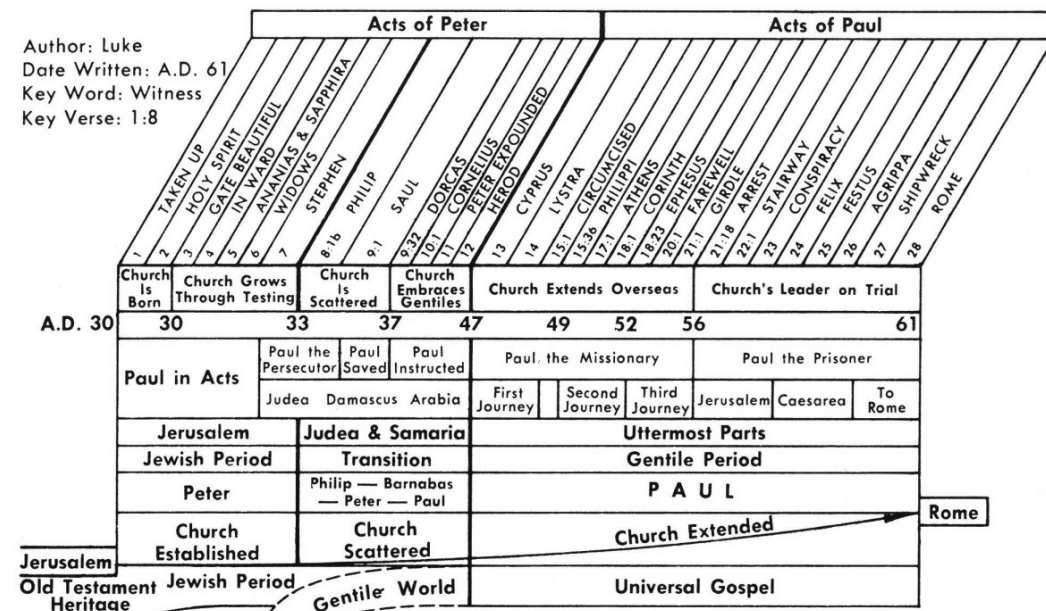 Acts of Peter
Acts of Paul
Author: Luke
Date Written: A.D. 61
Key Word: Witness
Key Verse: 1:8
TAKEN UP
HOLY SPIRIT
GATE BEAUTIFUL
IN WARD
ANANIAS & SAPPHIRA
WIDOWS
STEPHEN
PHILIP
SAUL
DORCAS
CORNELIUS
PETER EXPOUNDED
HEROD
CYPRUS
LYSTRA
CIRCUMCISED
PHILIPPI
ATHENS
CORINTH
EPHESUS
FAREWELL
GIRDLE
ARREST
STAIRWAY
CONSPIRACY
FELIX
FESTUS
AGRIPPA
SHIPWRECK
ROME
1 2 3 4 5 6 7 8:1b 9:1 9:32 10:1 11 12 13 14 15:1 15:36 17:1 18:1 18:23 20:1 21:1 21:18 22:1 23 24 25 26 27 28
Church
Is
Born
Church Grows
Through Testing
Church
Is
Scattered
Church
Embraces
Gentiles
Church Extends Overseas
Church's Leader on Trial
A.D. 30 30 33 37 47 49 52 56 61
Paul in Acts
Paul the
Persecutor
Paul
Saved
Paul
Instructed
Paul the Missionary
Paul the Prisoner
Judea Damascus Arabia
First
Journey
Second
Journey
Third
Journey
Jerusalem
Caesarea
To
Rome
Jerusalem
Judea & Samaria
Uttermost Parts
Jewish Period
Transition
Gentile Period
Peter
Philip — Barnabas
— Peter — Paul
PAUL
Rome
Church
Established
Church
Scattered
Church Extended
Jerusalem
Old Testament
Heritage
Jewish Period
Gentile World
Universal Gospel